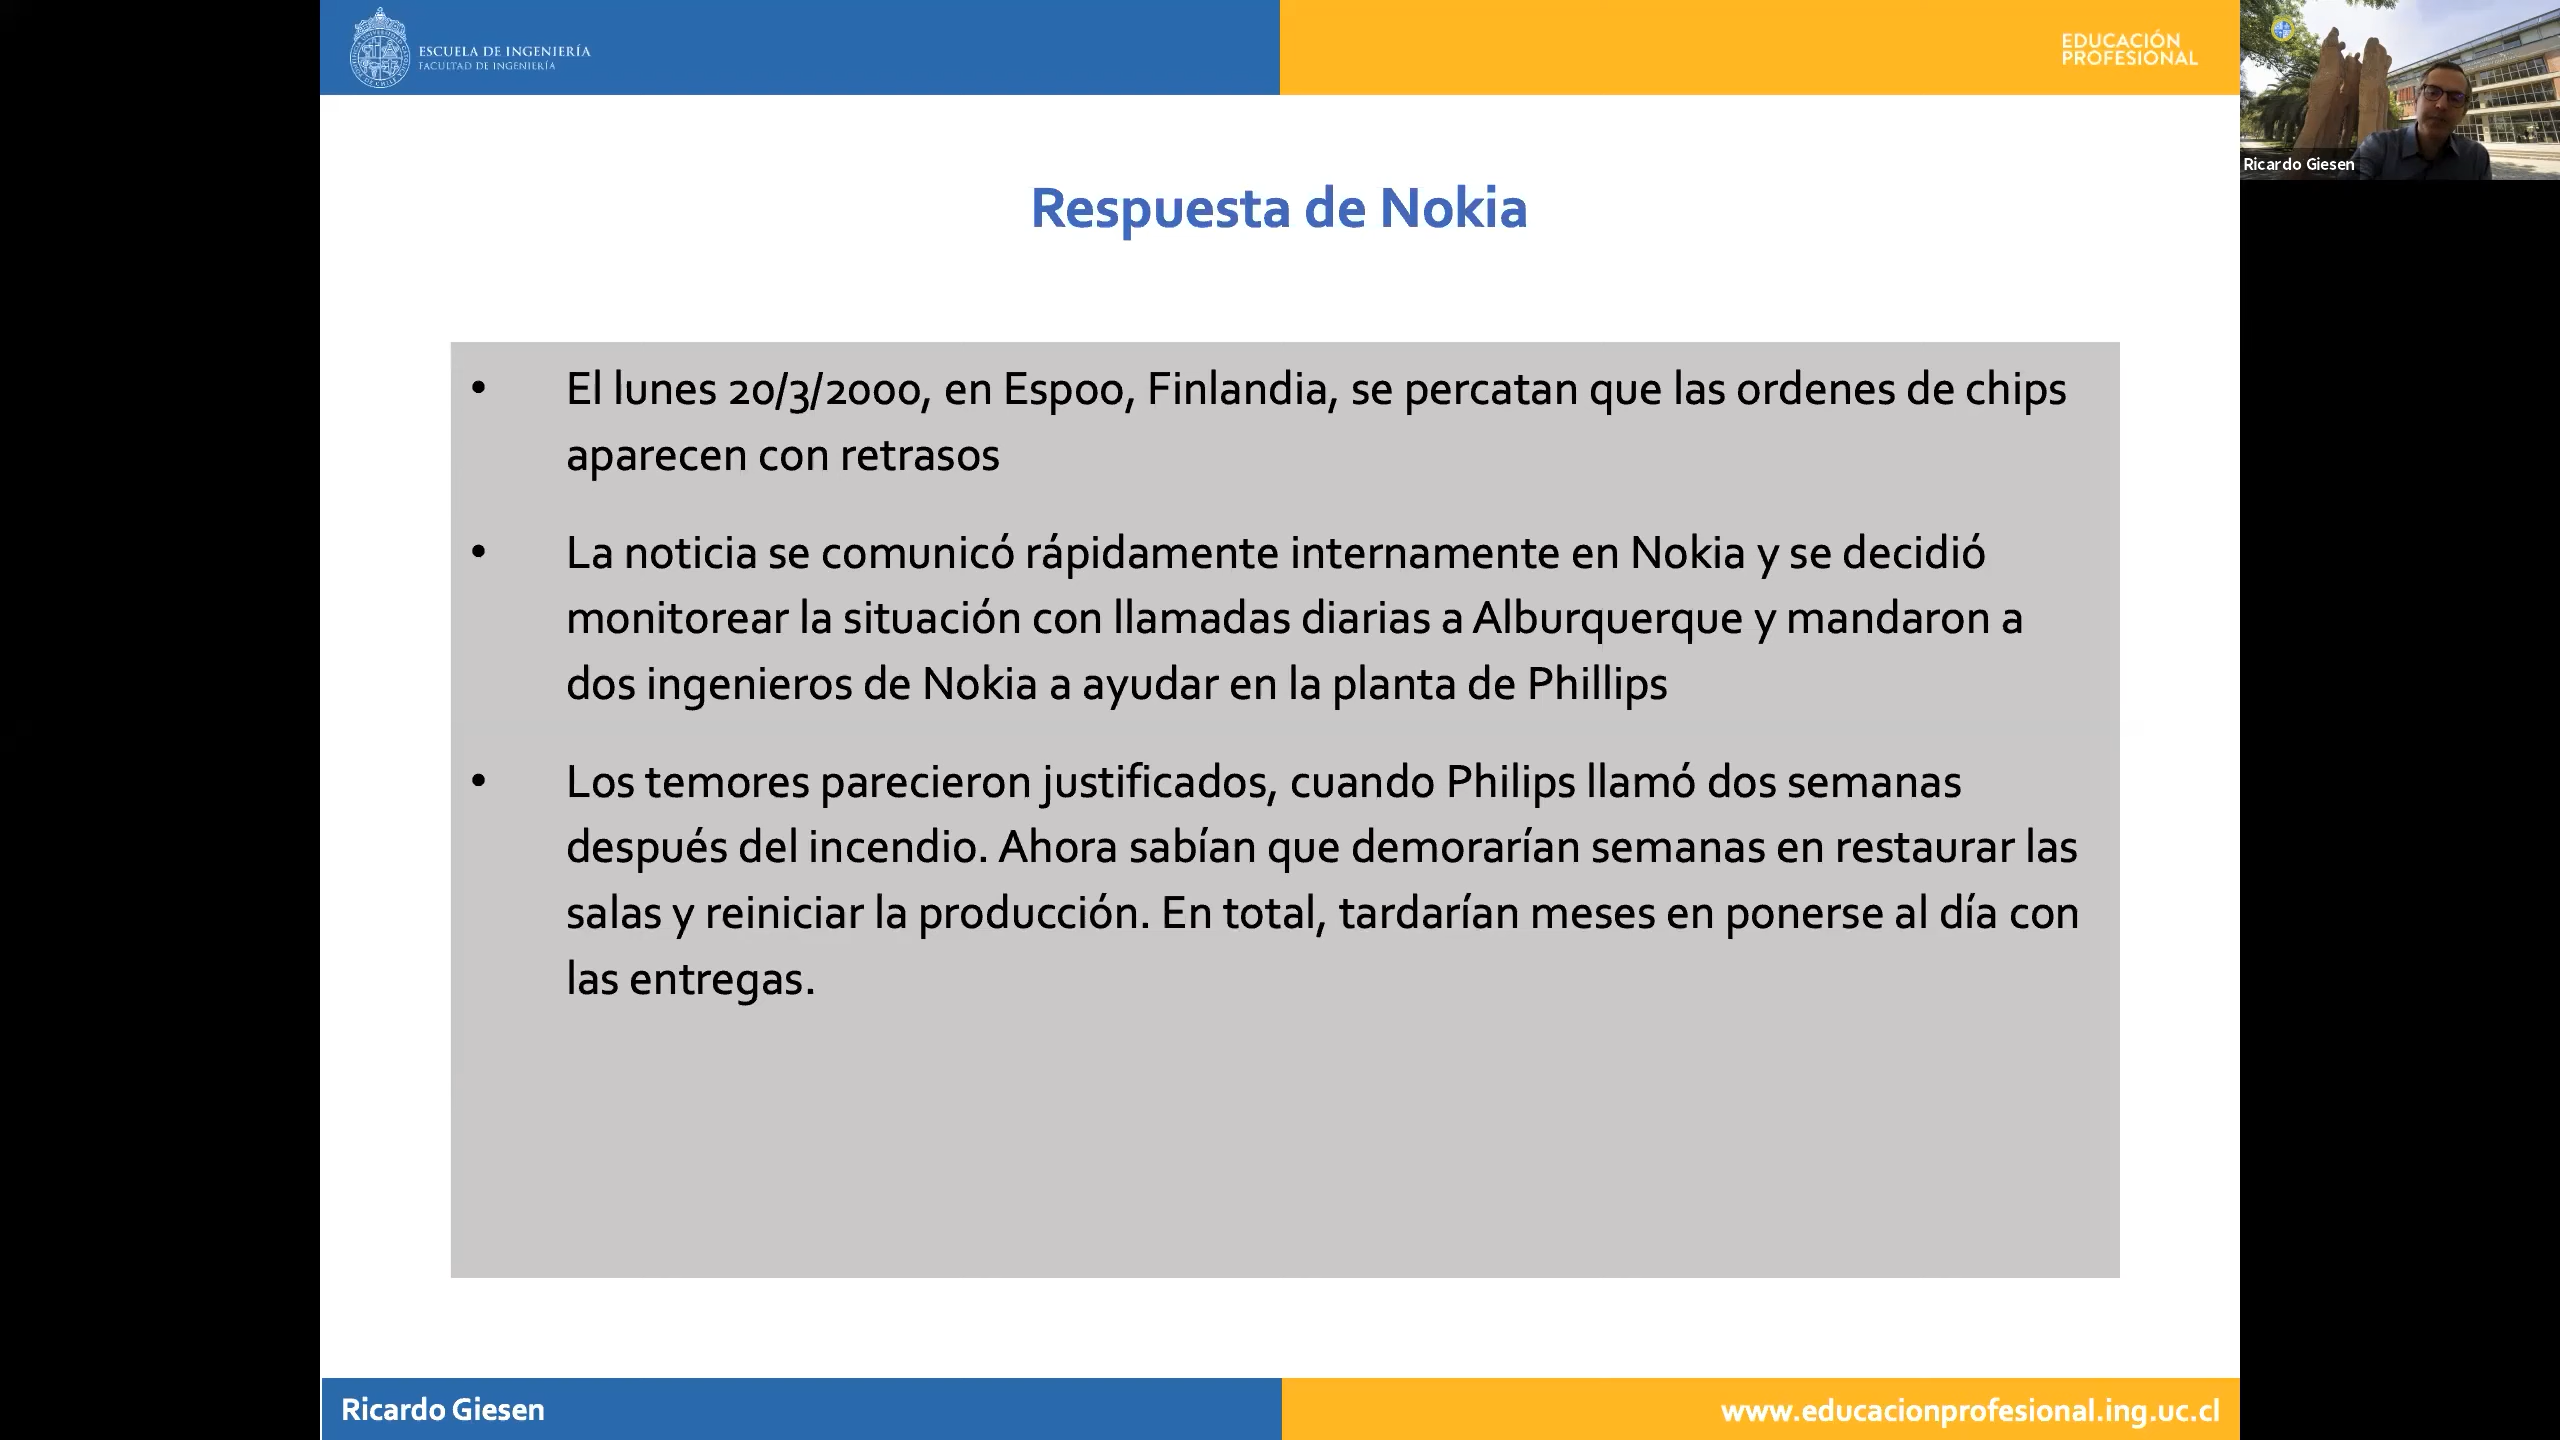 ESCUELA DE INGENIERÍA
FACULTAD DE INGENIERÍA
EDUCACIÓN
PROFESIONAL
Ricardo Giesen
Respuesta de Nokia
• El lunes 20/3/2000, en Espoo, Finlandia, se percatan que las ordenes de chips
aparecen con retrasos
• La noticia se comunicó rápidamente internamente en Nokia y se decidió
monitorear la situación con llamadas diarias a Alburquerque y mandaron a
dos ingenieros de Nokia a ayudar en la planta de Phillips
• Los temores parecieron justificados, cuando Philips llamó dos semanas
después del incendio. Ahora sabían que demorarían semanas en restaurar las
salas y reiniciar la producción. En total, tardarían meses en ponerse al día con
las entregas.
Ricardo Giesen
www.educacionprofesional.ing.uc.cl